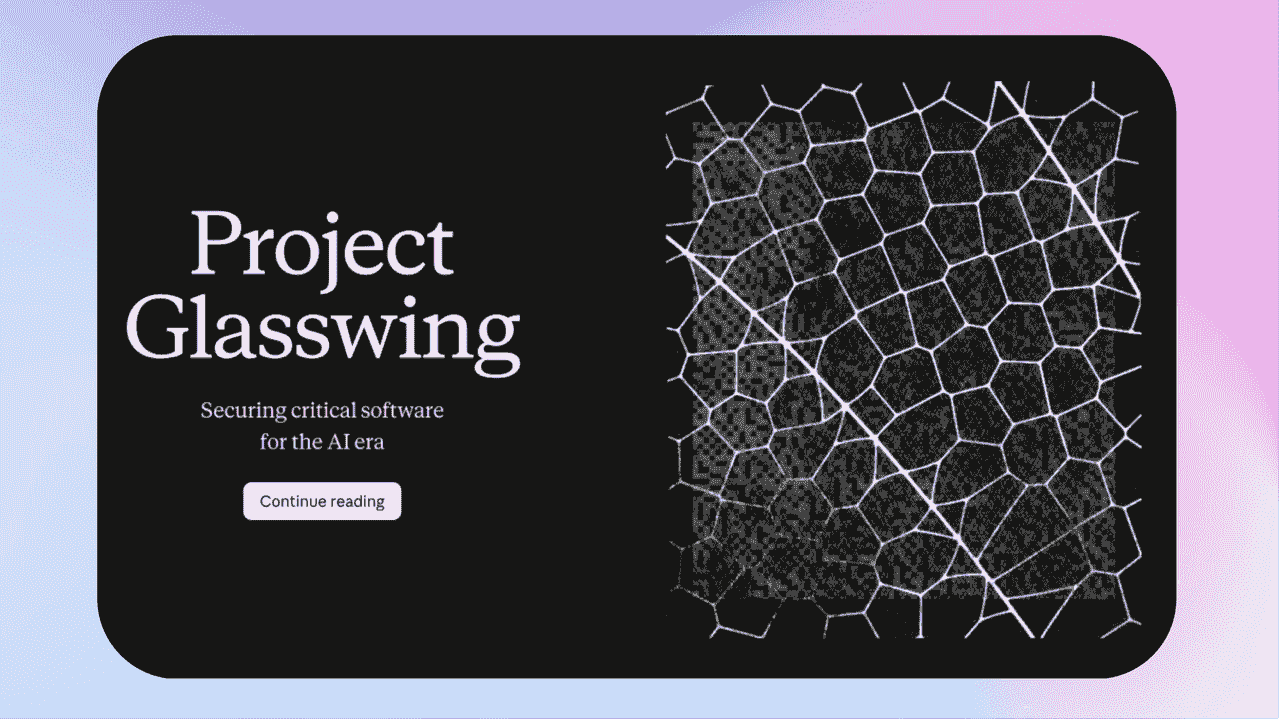 Project
Glasswing
Securing critical software
for the AI era
Continue reading